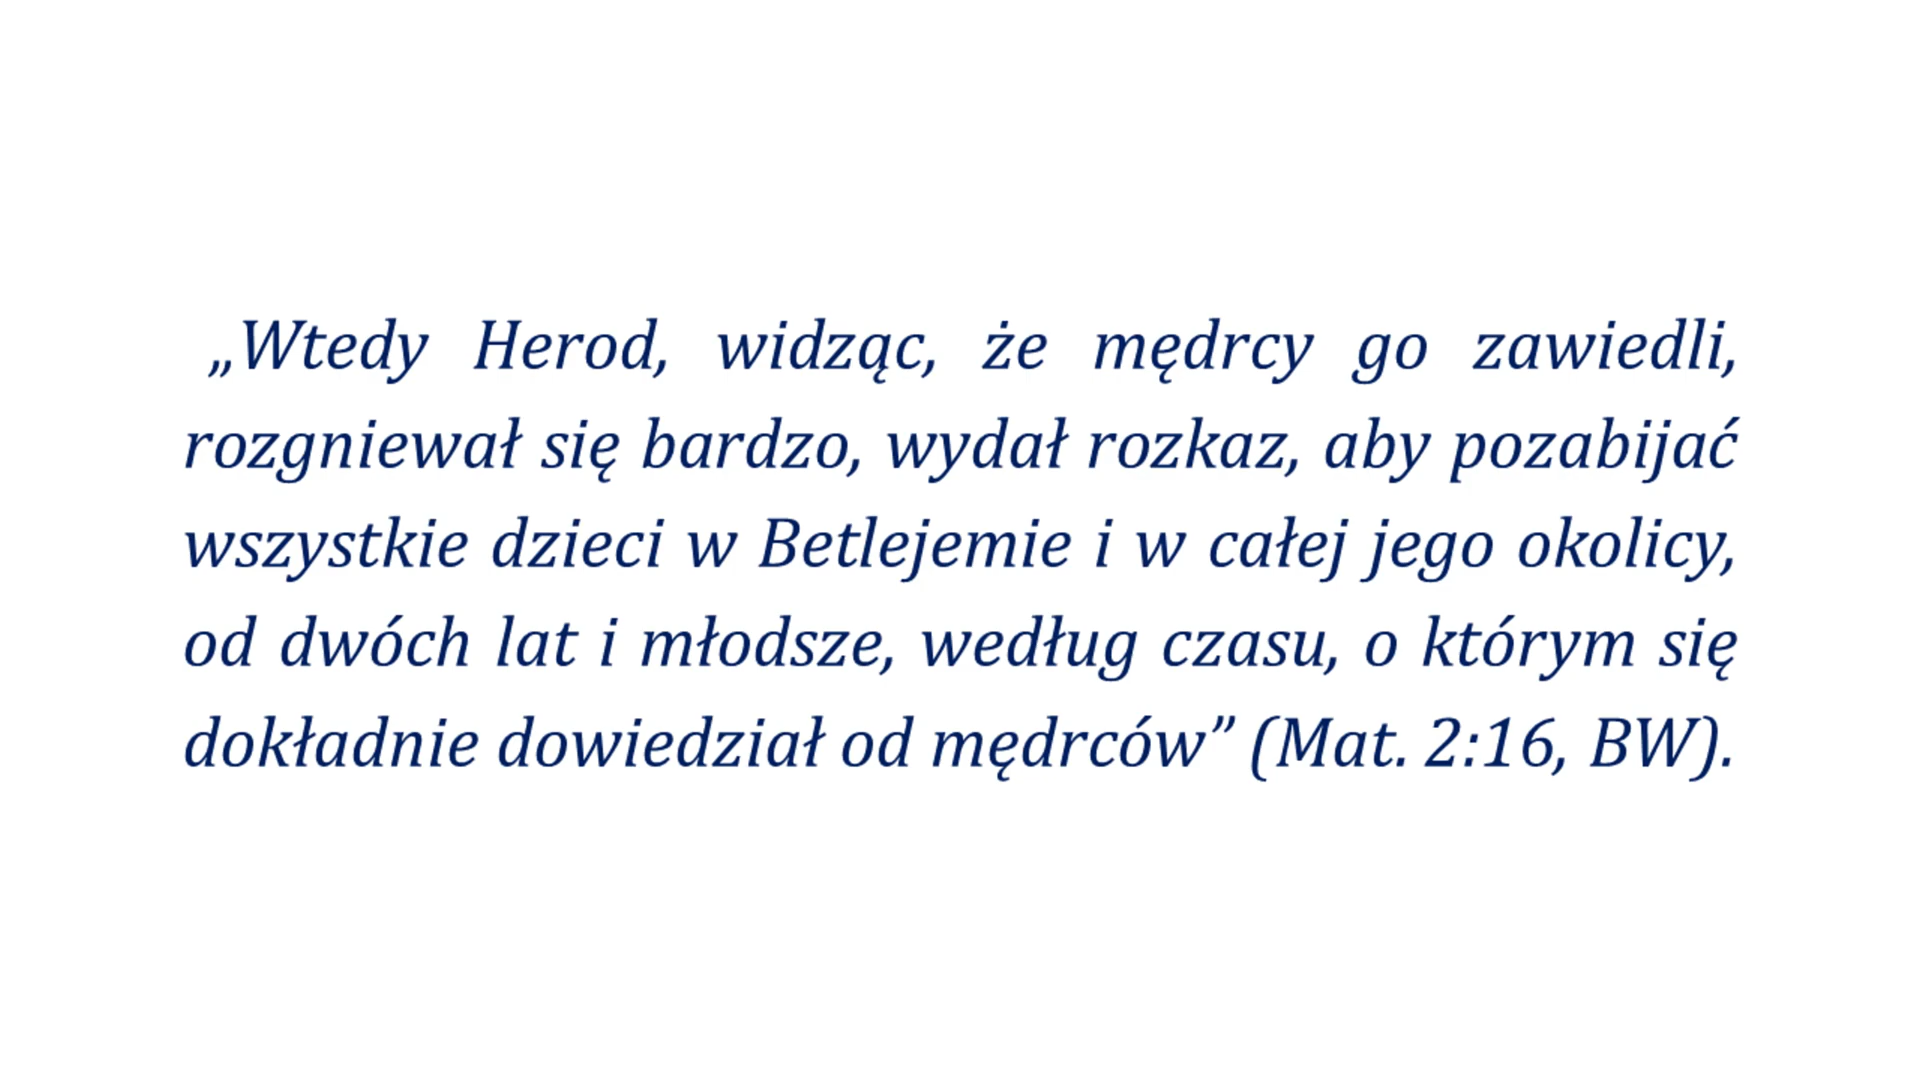 „Wtedy Herod, widząc, że mędrcy go zawiedli,
rozgniewał się bardzo, wydał rozkaz, aby pozabijać
wszystkie dzieci w Betlejemie i w całej jego okolicy,
od dwóch lat i młodsze, według czasu, o którym się
dokładnie dowiedział od mędrców” (Mat. 2:16, BW).